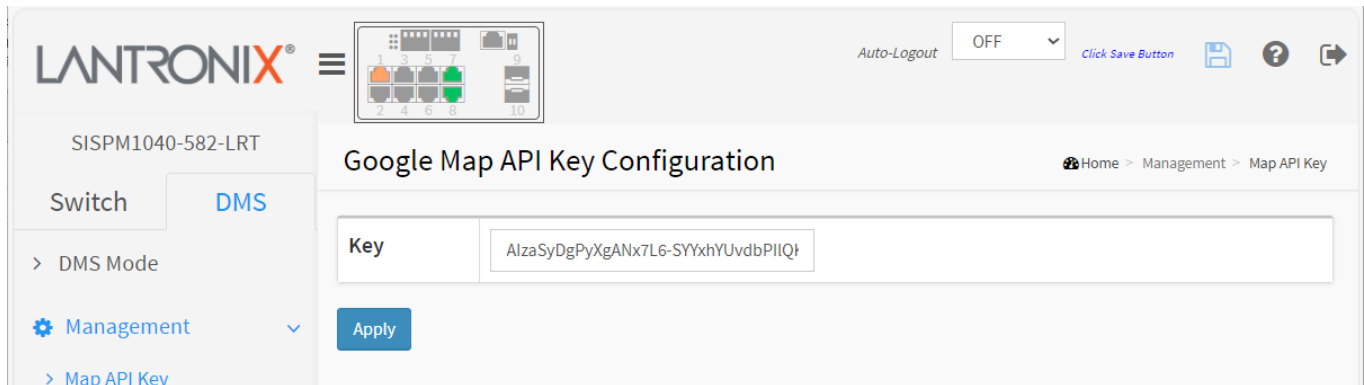 LANTRONIX®
1 3 5 7 9
2 4 6 8 10
Auto-Logout OFF Click Save Button
SISPM1040-582-LRT
Switch DMS
> DMS Mode
Management
> Map API Key
Google Map API Key Configuration
Home > Management > Map API Key
Key
Apply